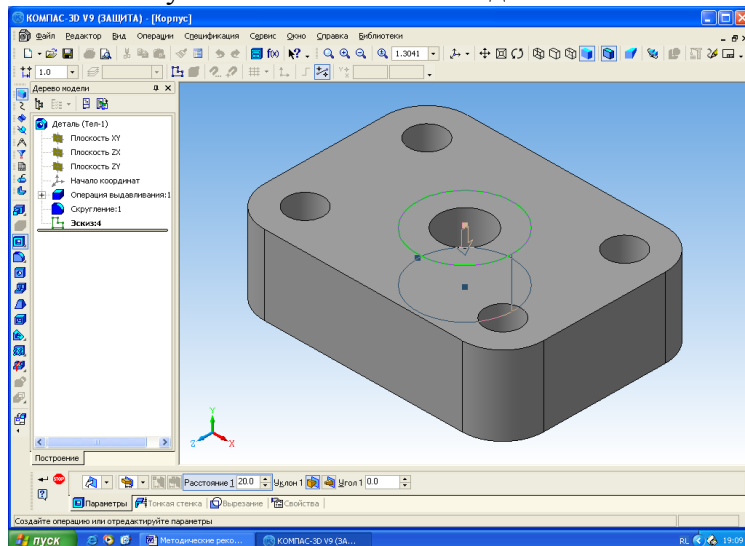 КОМПАС-3D V9 (ЗАЩИТА) - [Корпус]
Файл Редактор Вид Операции Спецификация Сервис Окно Справка Библиотеки
f(x) 1.3041
1.0
Дерево модели
Деталь (Тел-1)
Плоскость XY
Плоскость ZX
Плоскость ZY
Начало координат
Операция выдавливания:1
Скругление:1
Эскиз:4
Y
Z X
Построение
STOP Расстояние 1 20.0 Уклон 1 Угол 1 0.0
Параметры Тонкая стенка Вырезание Свойства
Создайте операцию или отредактируйте параметры
пуск Методические реко... КОМПАС-3D V9 (ЗА... RU 19:09